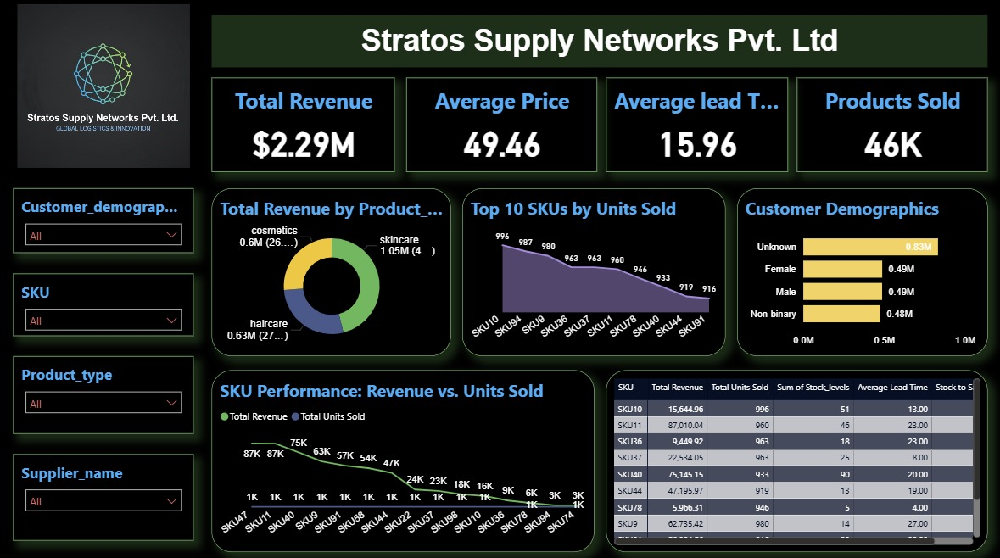 Stratos Supply Networks Pvt. Ltd.
GLOBAL LOGISTICS & INNOVATION
Stratos Supply Networks Pvt. Ltd
Total Revenue
$2.29M
Average Price
49.46
Average lead T...
15.96
Products Sold
46K
Customer_demograp...
All
SKU
All
Product_type
All
Supplier_name
All
Total Revenue by Product_...
cosmetics
0.6M (26....)
skincare
1.05M (4...)
haircare
0.63M (27...)
Top 10 SKUs by Units Sold
996 987 980 963 963 960 946 933 919 916
SKU10 SKU94 SKU9 SKU36 SKU37 SKU11 SKU78 SKU40 SKU44 SKU91
Customer Demographics
Unknown 0.83M
Female 0.49M
Male 0.49M
Non-binary 0.48M
0.0M 0.5M 1.0M
SKU Performance: Revenue vs. Units Sold
Total Revenue Total Units Sold
87K 87K 75K 63K 57K 54K 47K 24K 23K 18K 16K 9K 6K 3K 3K
1K 1K 1K 1K 1K 1K 1K 1K 1K 1K 1K 1K 1K
SKU47 SKU11 SKU40 SKU9 SKU91 SKU58 SKU44 SKU22 SKU37 SKU98 SKU10 SKU36 SKU78 SKU94 SKU74
SKU Total Revenue Total Units Sold Sum of Stock_levels Average Lead Time Stock to S
SKU10 15,644.96 996 51 13.00
SKU11 87,010.04 960 46 23.00
SKU36 9,449.92 963 18 23.00
SKU37 22,534.05 963 25 8.00
SKU40 75,145.15 933 90 20.00
SKU44 47,195.97 919 13 19.00
SKU78 5,966.31 946 5 4.00
SKU9 62,735.42 980 14 27.00